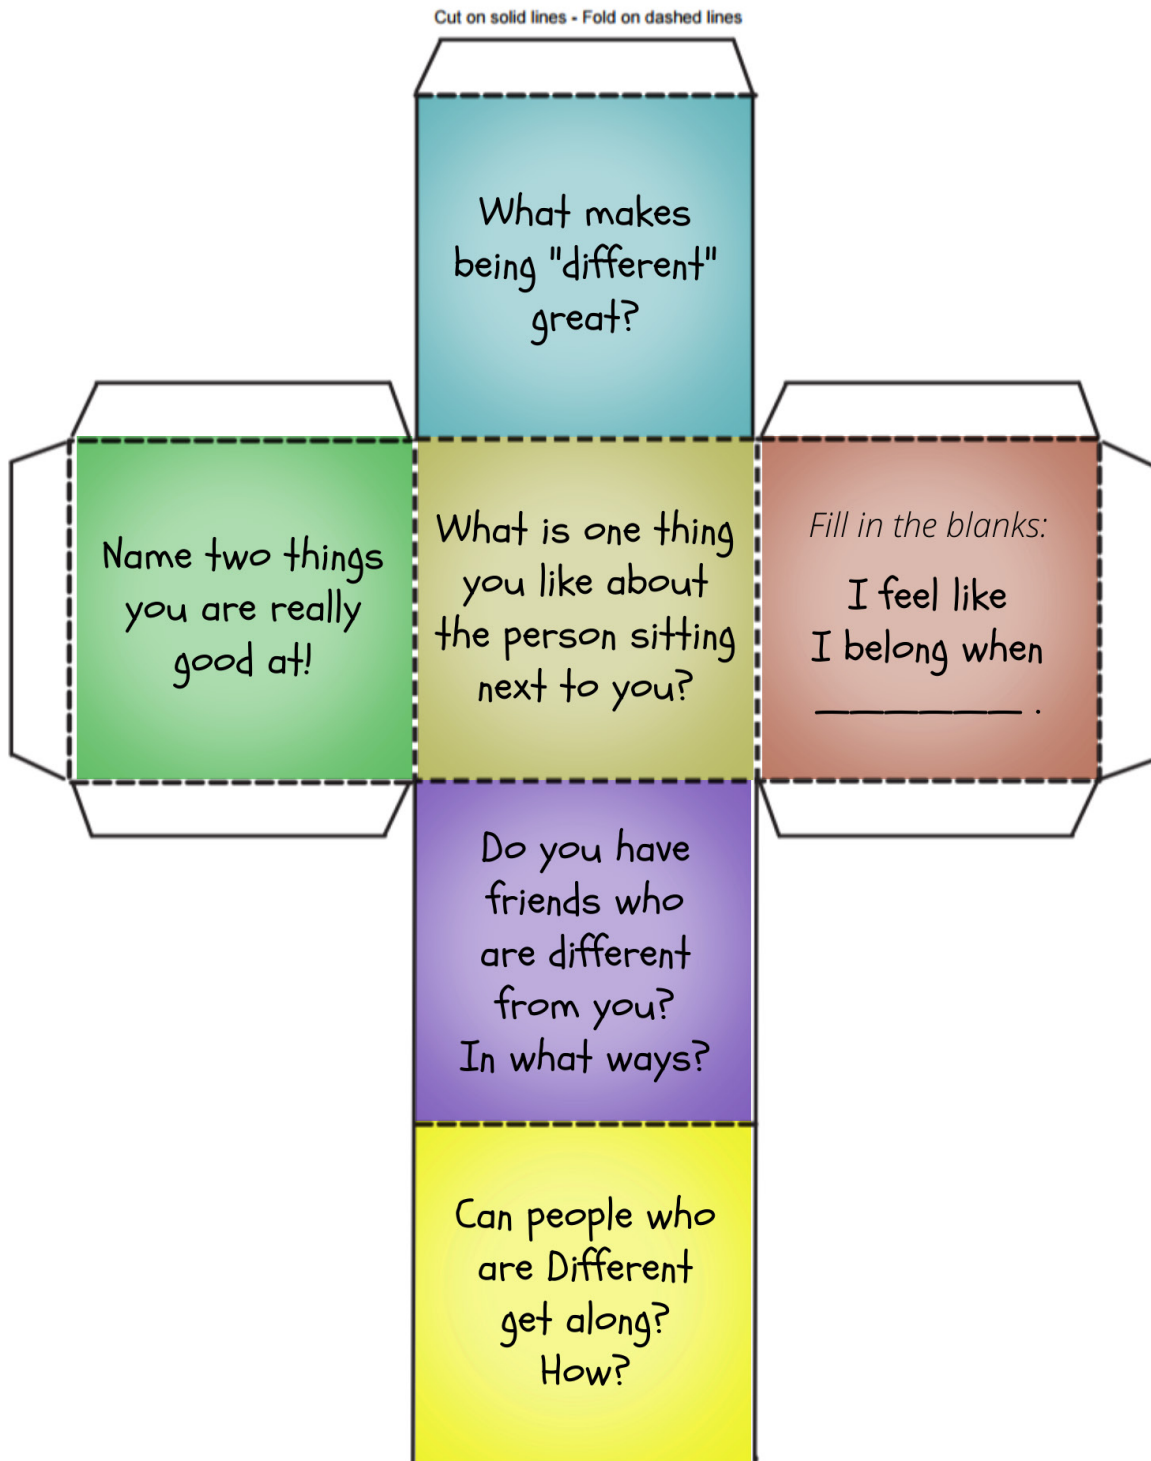 Cut on solid lines - Fold on dashed lines
What makes
being "different"
great?
Name two things
you are really
good at!
What is one thing
you like about
the person sitting
next to you?
Fill in the blanks:
I feel like
I belong when
______ .
Do you have
friends who
are different
from you?
In what ways?
Can people who
are Different
get along?
How?